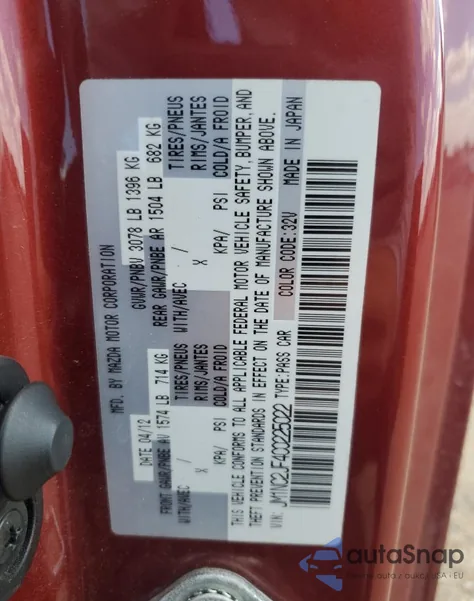 MFD. BY MAZDA MOTOR CORPORATION
DATE 04/12 GVWR/PNBV 3078 LB 1396 KG
FRONT GAWR/PNBE AV 1574 LB 714 KG REAR GAWR/PNBE AR 1504 LB 682 KG
WITH/AVEC / TIRES/PNEUS WITH/AVEC / TIRES/PNEUS
X RIMS/JANTES X RIMS/JANTES
KPA/ PSI COLD/A FROID KPA/ PSI COLD/A FROID
THIS VEHICLE CONFORMS TO ALL APPLICABLE FEDERAL MOTOR VEHICLE SAFETY, BUMPER, AND
THEFT PREVENTION STANDARDS IN EFFECT ON THE DATE OF MANUFACTURE SHOWN ABOVE.
VIN: JM1NC2JF4C0225022 TYPE:PASS CAR COLOR CODE:32V MADE IN JAPAN
autoSnap